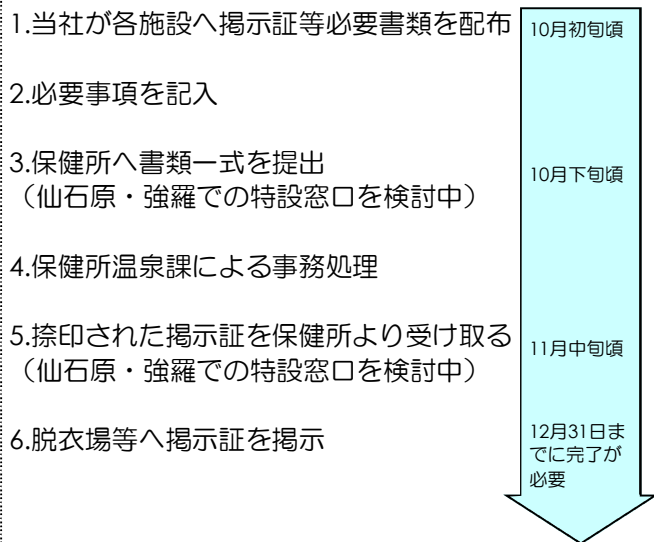 1.当社が各施設へ掲示証等必要書類を配布
10月初旬頃
2.必要事項を記入
3.保健所へ書類一式を提出
（仙石原・強羅での特設窓口を検討中）
10月下旬頃
4.保健所温泉課による事務処理
5.捺印された掲示証を保健所より受け取る
（仙石原・強羅での特設窓口を検討中）
11月中旬頃
6.脱衣場等へ掲示証を掲示
12月31日ま
でに完了が
必要